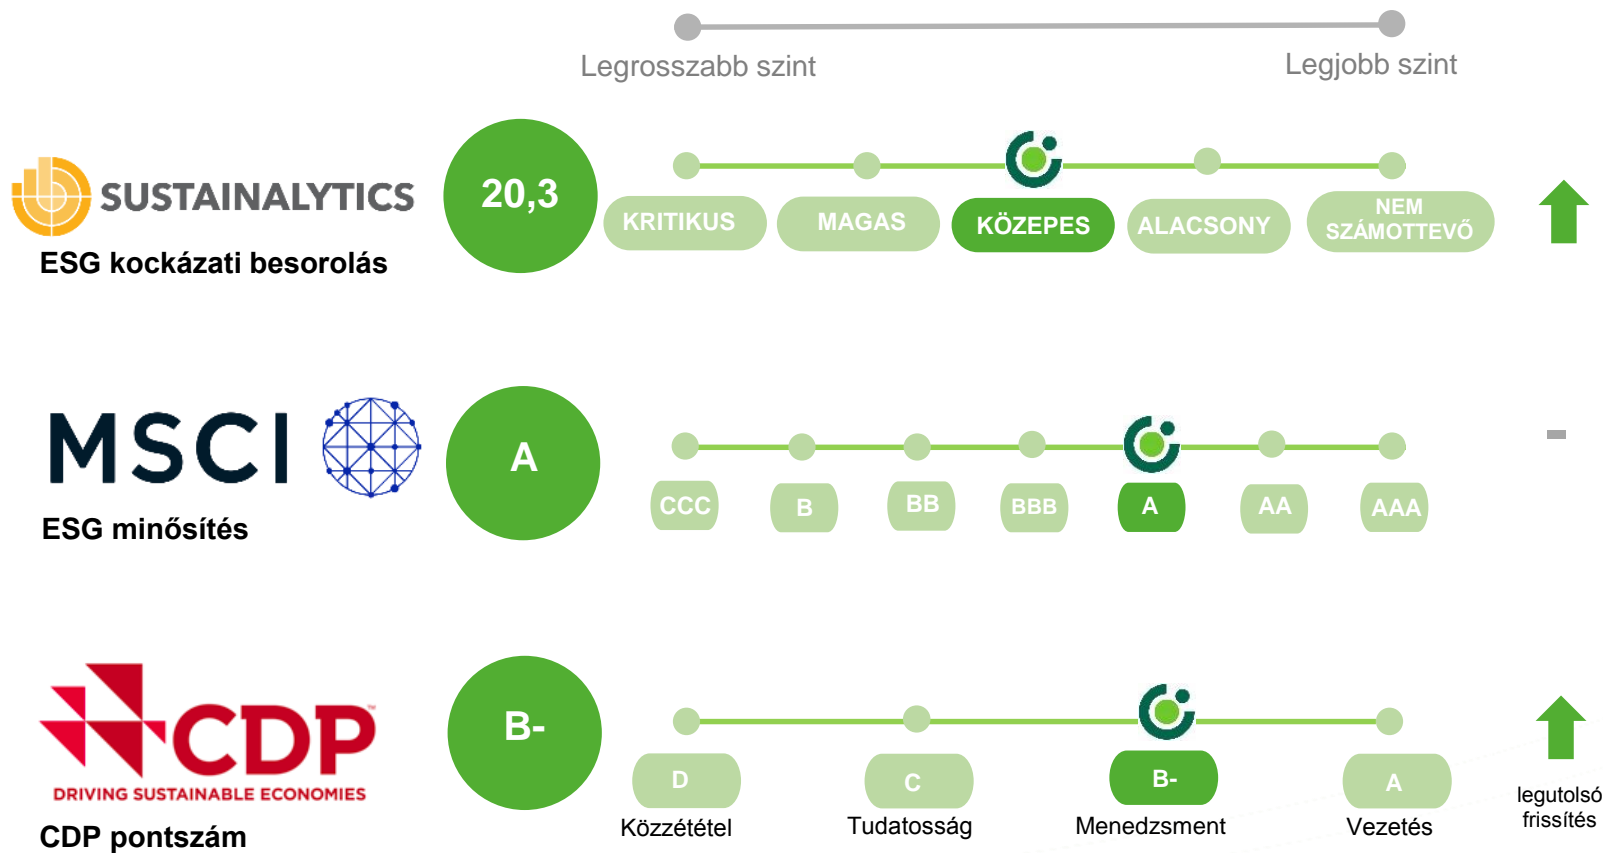 Legrosszabb szint
Legjobb szint
SUSTAINALYTICS
ESG kockázati besorolás
20,3
KRITIKUS
MAGAS
KÖZEPES
ALACSONY
NEM
SZÁMOTTEVŐ
MSCI
ESG minősítés
A
CCC
B
BB
BBB
A
AA
AAA
-
CDP
DRIVING SUSTAINABLE ECONOMIES
CDP pontszám
B-
D
C
B-
A
Közzététel
Tudatosság
Menedzsment
Vezetés
legutolsó
frissítés